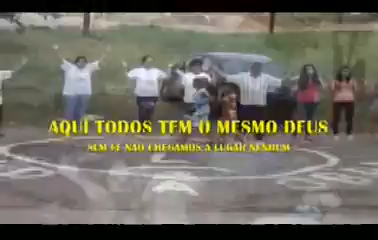 AQUI TODOS TEM O MESMO DEUS
SEM FÉ NÃO CHEGAMOS A LUGAR NENHUM